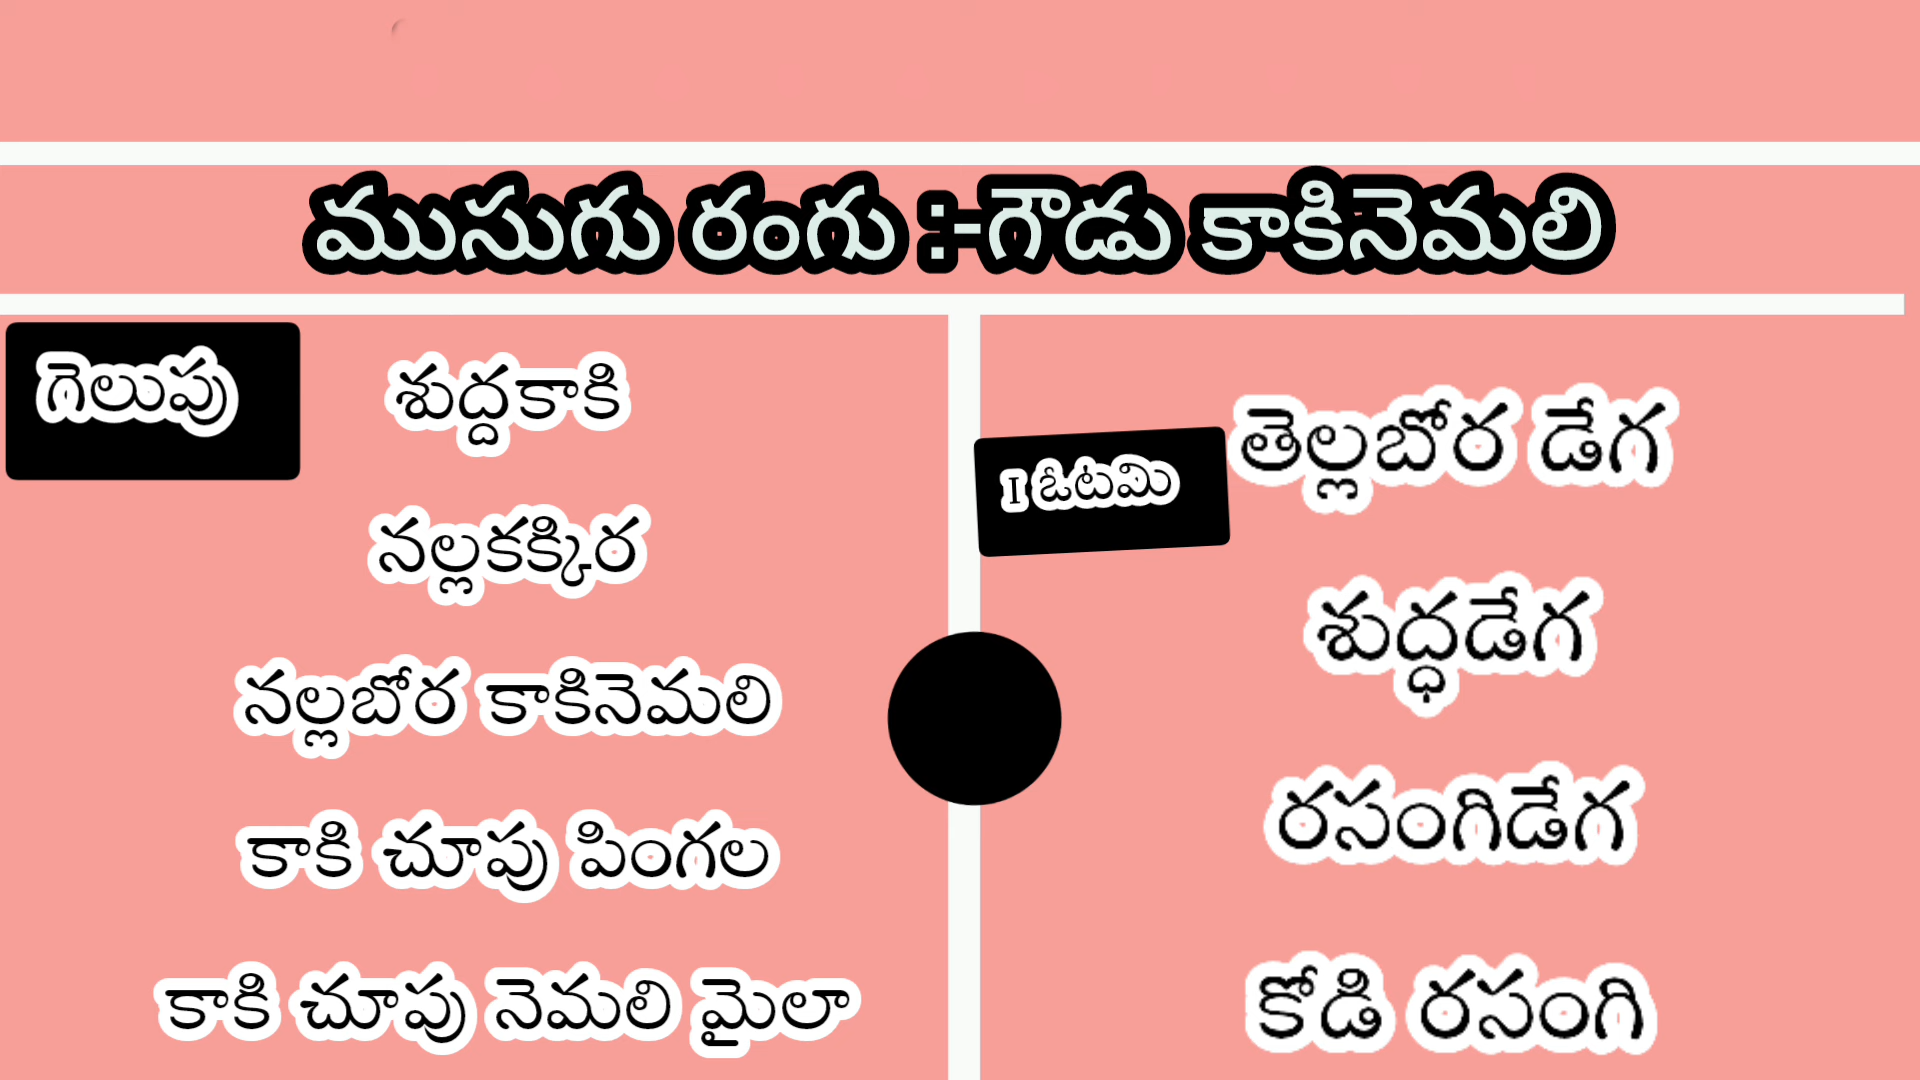 ముసుగు రంగు :-గౌడు కాకినెమలి
గెలుపు
శుద్దకాకి
నల్లకక్కిర
నల్లబోర కాకినెమలి
కాకి చూపు పింగల
కాకి చూపు నెమలి మైలా
I ఓటమి
తెల్లబోర డేగ
శుద్ధడేగ
రసంగిడేగ
కోడి రసంగి